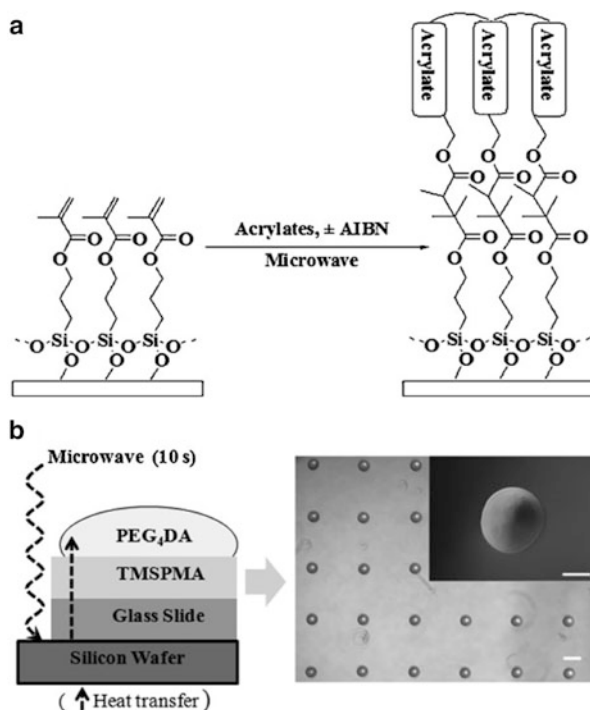 a
Acrylate Acrylate Acrylate
O O O O O O
O O O O O O
Acrylates, ± AIBN
Microwave
O O O O O O
Si Si Si
O O O O
O O O
Si Si Si
O O O O
O O O
b
Microwave (10 s)
PEG₄DA
TMSPMA
Glass Slide
Silicon Wafer
( Heat transfer )